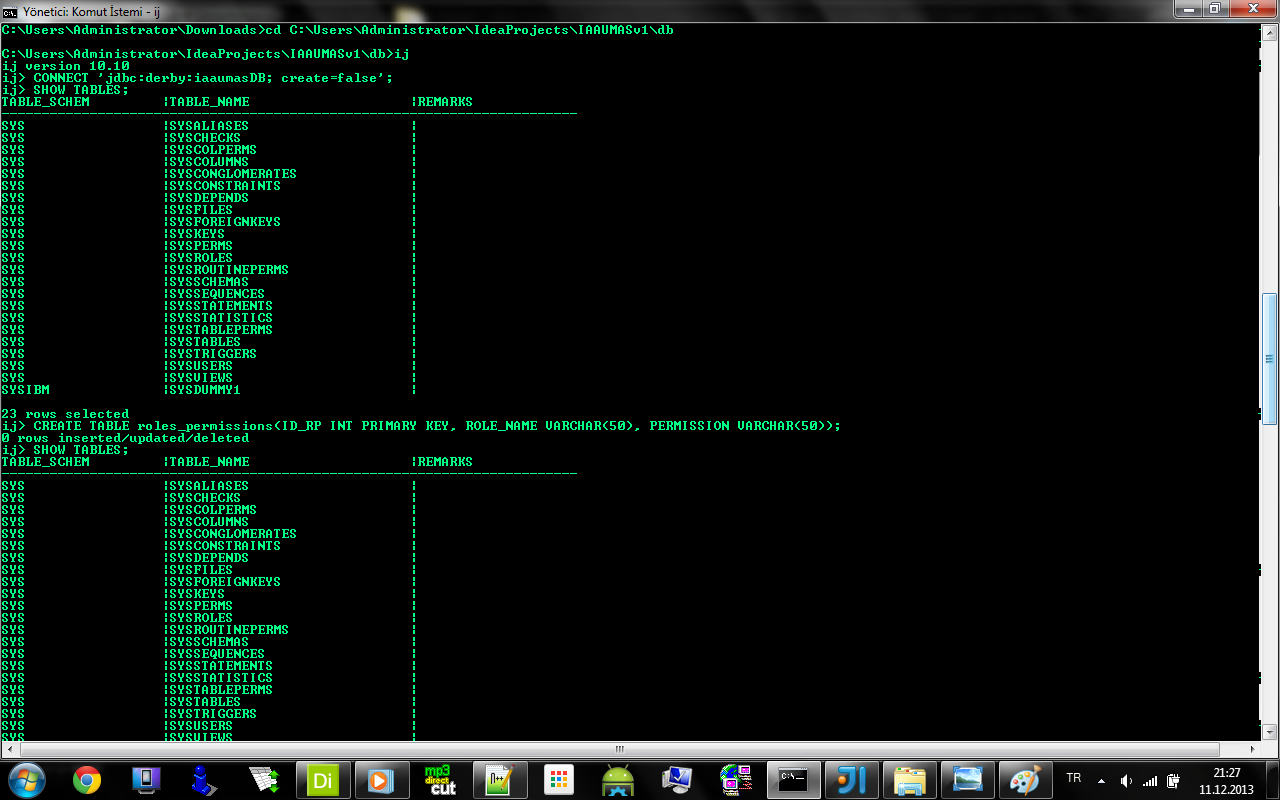 Yönetici: Komut İstemi - ij
C:\Users\Administrator\Downloads>cd C:\Users\Administrator\IdeaProjects\IAAUMASv1\db
C:\Users\Administrator\IdeaProjects\IAAUMASv1\db>ij
ij version 10.10
ij> CONNECT 'jdbc:derby:iaaumasDB; create=false';
ij> SHOW TABLES;
TABLE_SCHEM |TABLE_NAME |REMARKS
------------------------------------------------------------------------
SYS |SYSALIASES |
SYS |SYSCHECKS |
SYS |SYSCOLPERMS |
SYS |SYSCOLUMNS |
SYS |SYSCONGLOMERATES |
SYS |SYSCONSTRAINTS |
SYS |SYSDEPENDS |
SYS |SYSFILES |
SYS |SYSFOREIGNKEYS |
SYS |SYSKEYS |
SYS |SYSPERMS |
SYS |SYSROLES |
SYS |SYSROUTINEPERMS |
SYS |SYSSCHEMAS |
SYS |SYSSEQUENCES |
SYS |SYSSTATEMENTS |
SYS |SYSSTATISTICS |
SYS |SYSTABLEPERMS |
SYS |SYSTABLES |
SYS |SYSTRIGGERS |
SYS |SYSUSERS |
SYS |SYSVIEWS |
SYSIBM |SYSDUMMY1 |
23 rows selected
ij> CREATE TABLE roles_permissions(ID_RP INT PRIMARY KEY, ROLE_NAME VARCHAR(50), PERMISSION VARCHAR(50));
0 rows inserted/updated/deleted
ij> SHOW TABLES;
TABLE_SCHEM |TABLE_NAME |REMARKS
------------------------------------------------------------------------
SYS |SYSALIASES |
SYS |SYSCHECKS |
SYS |SYSCOLPERMS |
SYS |SYSCOLUMNS |
SYS |SYSCONGLOMERATES |
SYS |SYSCONSTRAINTS |
SYS |SYSDEPENDS |
SYS |SYSFILES |
SYS |SYSFOREIGNKEYS |
SYS |SYSKEYS |
SYS |SYSPERMS |
SYS |SYSROLES |
SYS |SYSROUTINEPERMS |
SYS |SYSSCHEMAS |
SYS |SYSSEQUENCES |
SYS |SYSSTATEMENTS |
SYS |SYSSTATISTICS |
SYS |SYSTABLEPERMS |
SYS |SYSTABLES |
SYS |SYSTRIGGERS |
SYS |SYSUSERS |
SYS |SYSVIEWS |
Di
mp3
direct
cut
TR
21:27
11.12.2013